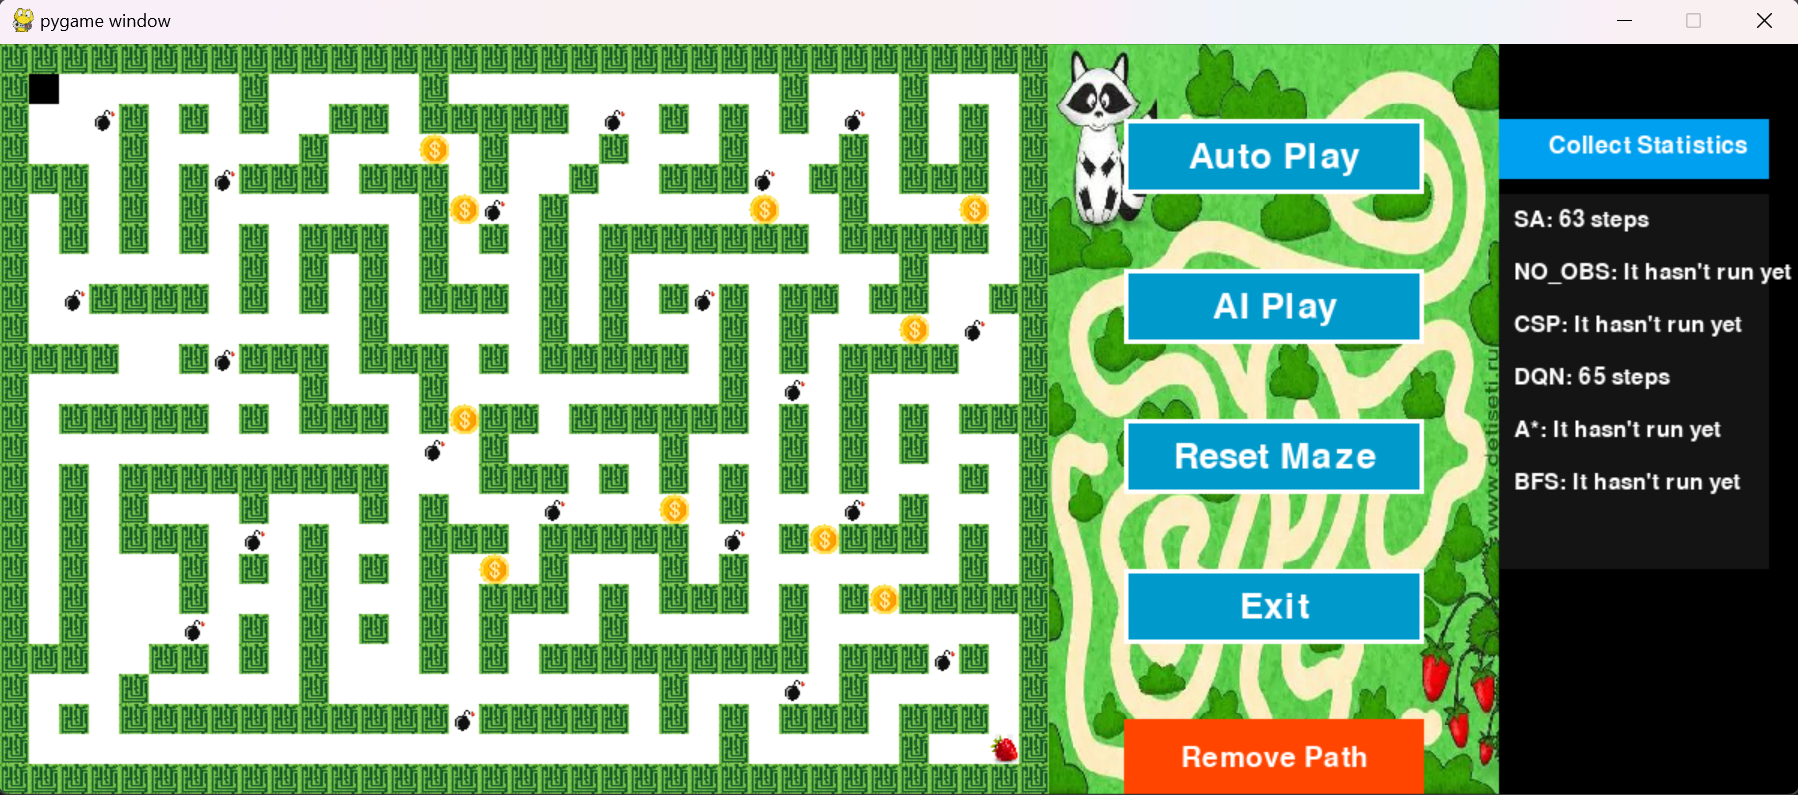 pygame window
Auto Play
AI Play
Reset Maze
Exit
Remove Path
www.detiseti.ru
Collect Statistics
SA: 63 steps
NO_OBS: It hasn't run yet
CSP: It hasn't run yet
DQN: 65 steps
A*: It hasn't run yet
BFS: It hasn't run yet